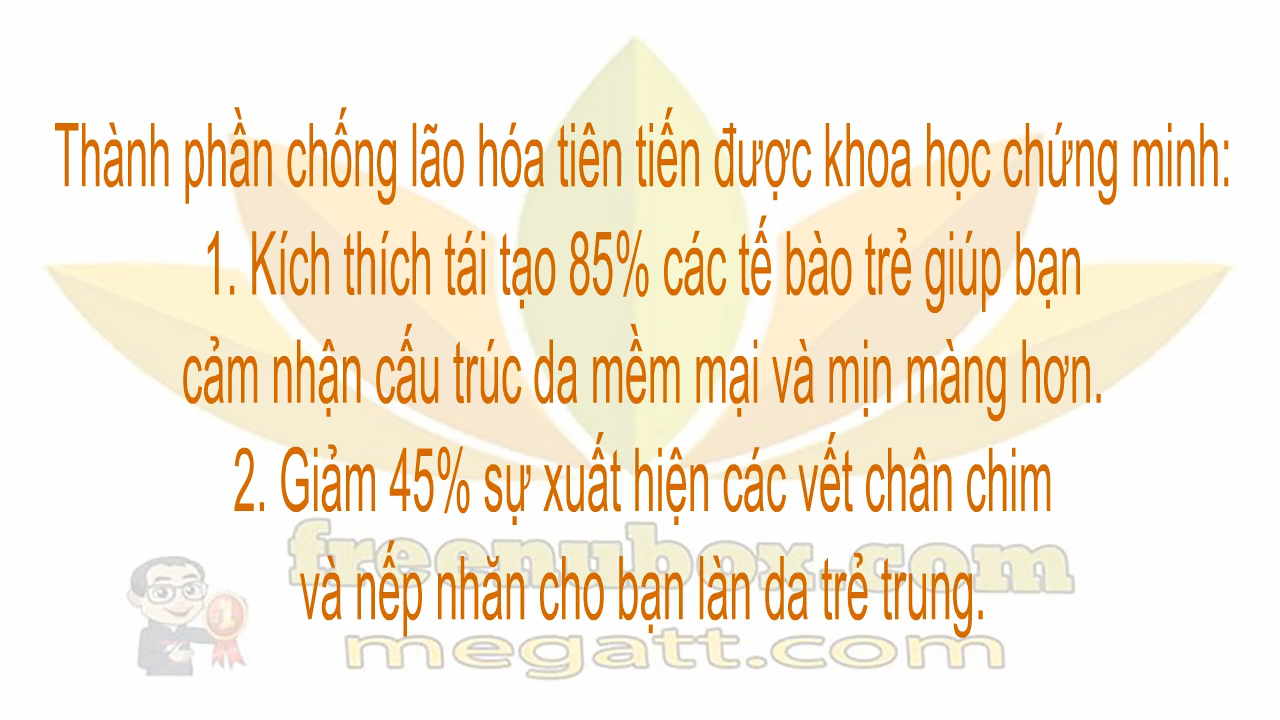 Thành phần chống lão hóa tiên tiến được khoa học chứng minh:
1. Kích thích tái tạo 85% các tế bào trẻ giúp bạn
cảm nhận cấu trúc da mềm mại và mịn màng hơn.
2. Giảm 45% sự xuất hiện các vết chân chim
freenubox.com
và nếp nhăn cho bạn làn da trẻ trung.
1
megatt.com